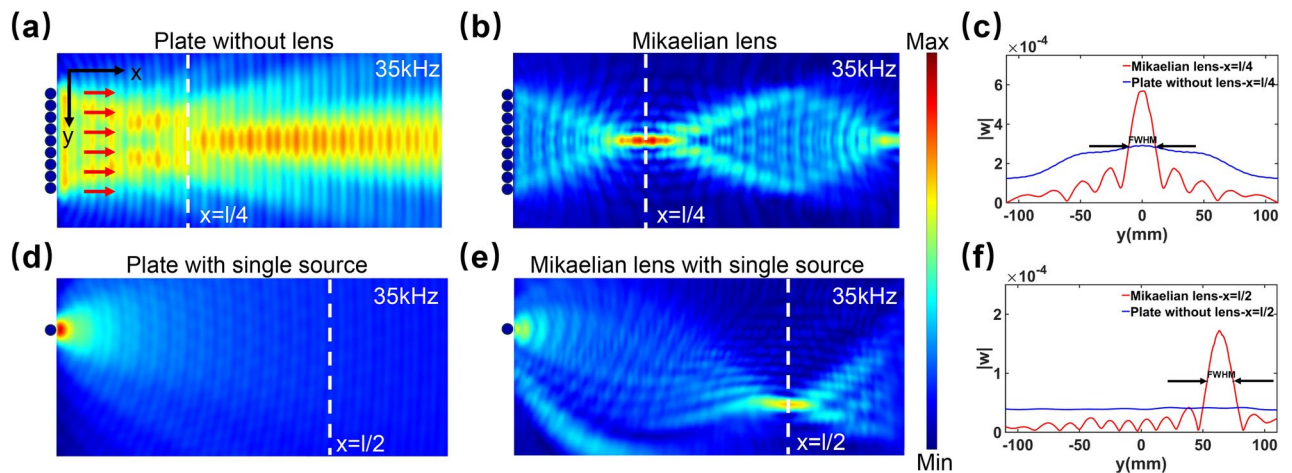 (a)
Plate without lens
35kHz
x
y
x=l/4
(b)
Mikaelian lens
35kHz
x=l/4
Max
Min
(c)
×10⁻⁴
Mikaelian lens-x=l/4
Plate without lens-x=l/4
FWHM
|w|
6
4
2
0
-100
-50
0
50
100
y(mm)
(d)
Plate with single source
35kHz
x=l/2
(e)
Mikaelian lens with single source
35kHz
x=l/2
(f)
×10⁻⁴
Mikaelian lens-x=l/2
Plate without lens-x=l/2
FWHM
|w|
2
1
0
-100
-50
0
50
100
y(mm)